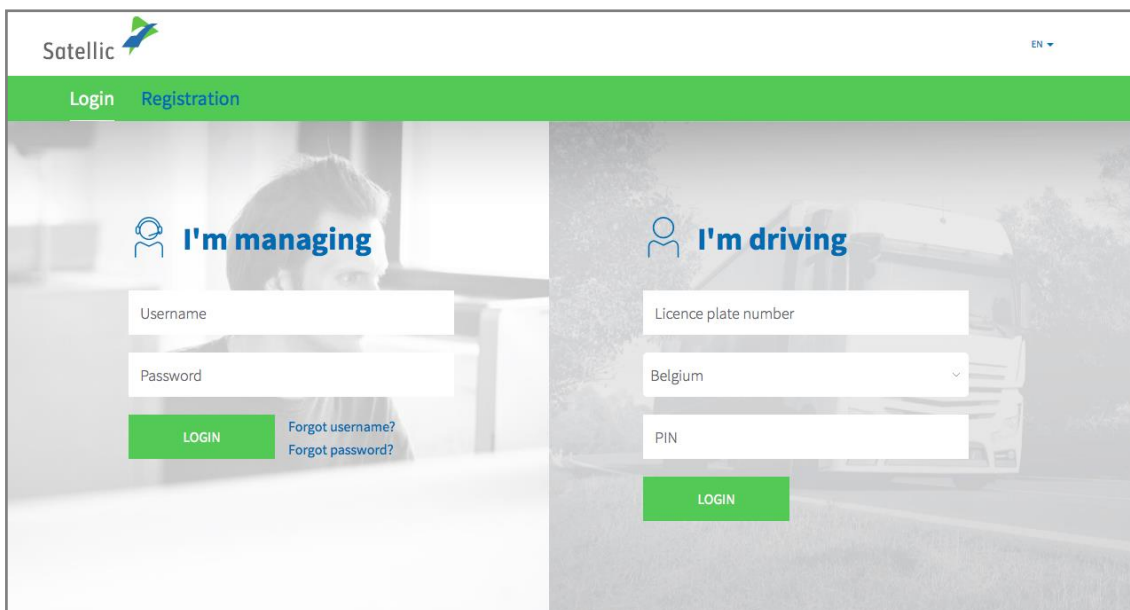 Satellic
EN
Login
Registration
I'm managing
Username
Password
LOGIN
Forgot username?
Forgot password?
I'm driving
Licence plate number
Belgium
PIN
LOGIN